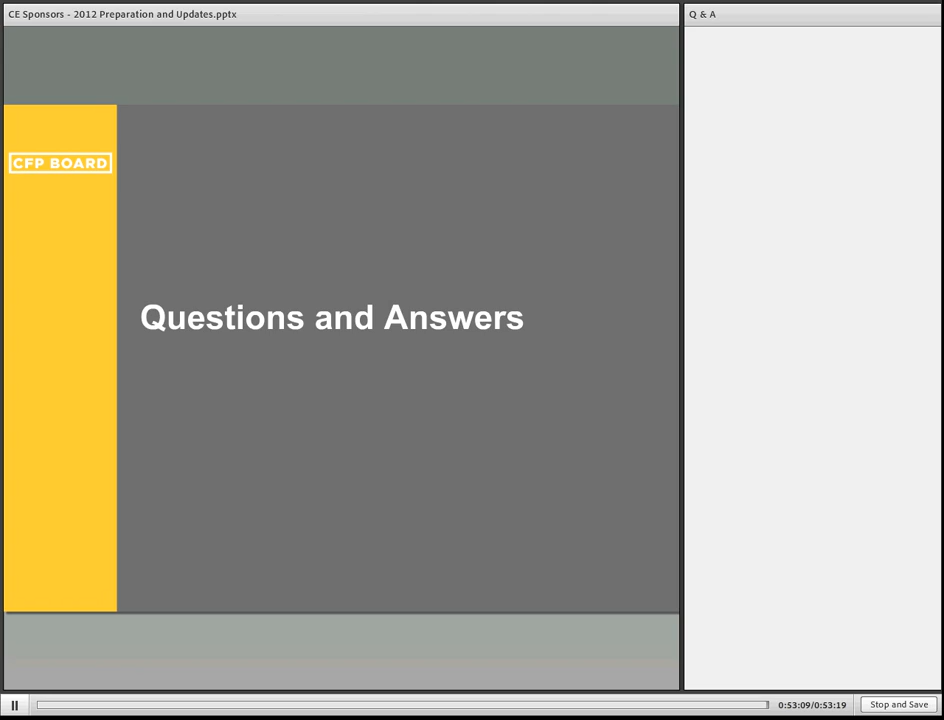 CE Sponsors - 2012 Preparation and Updates.pptx
Q & A
CFP BOARD
Questions and Answers
0:53:09/0:53:19
Stop and Save